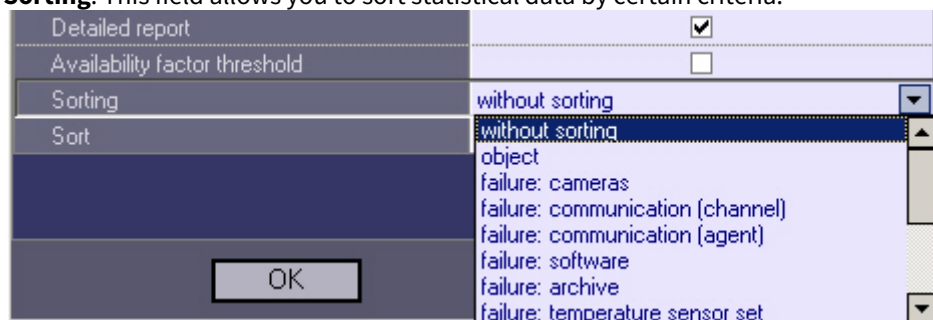 Sorting. This field allows you to sort statistical data by certain criteria.
Detailed report
Availability factor threshold
Sorting without sorting
Sort
without sorting
object
failure: cameras
failure: communication (channel)
failure: communication (agent)
failure: software
failure: archive
failure: temperature sensor set
OK